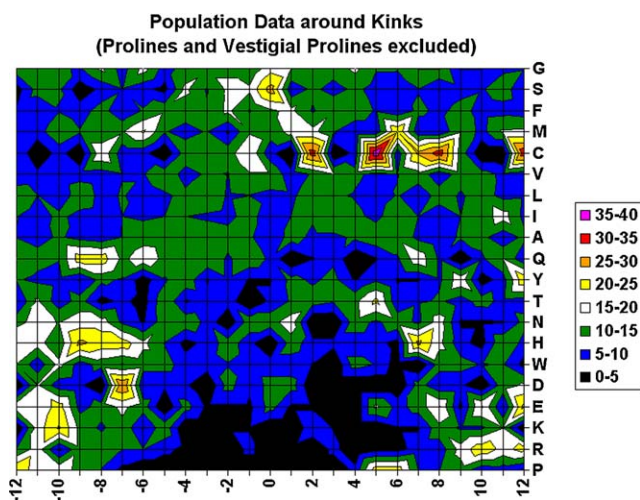 Population Data around Kinks
(Prolines and Vestigial Prolines excluded)
G
S
F
M
C
V
L
I
A
Q
Y
T
N
H
W
D
E
K
R
P
35-40
30-35
25-30
20-25
15-20
10-15
5-10
0-5
-12
-10
-8
-6
-4
-2
0
2
4
6
8
10
12